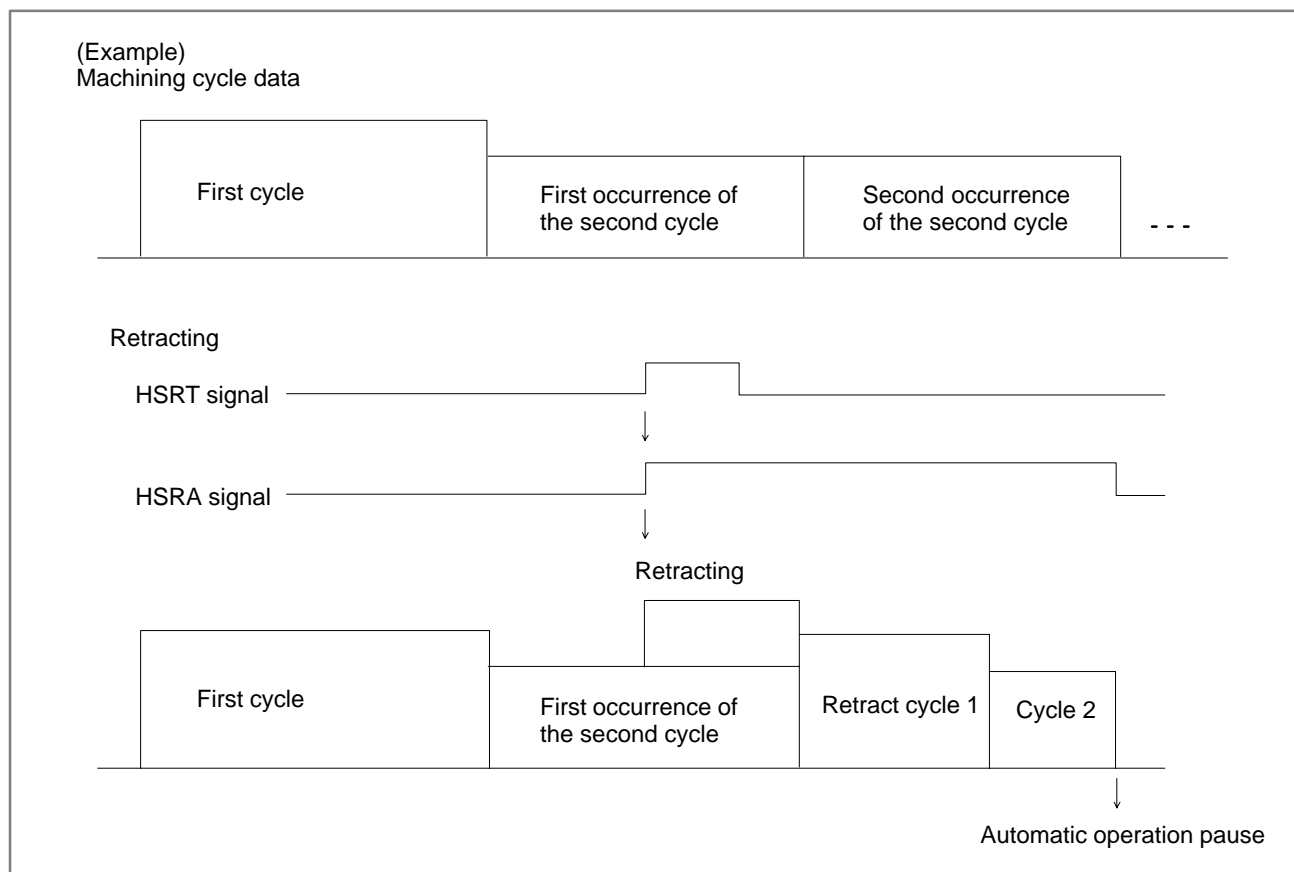 (Example)
Machining cycle data
First cycle
First occurrence of
the second cycle
Second occurrence
of the second cycle
- - -
Retracting
HSRT signal
HSRA signal
Retracting
First cycle
First occurrence of
the second cycle
Retract cycle 1
Cycle 2
Automatic operation pause